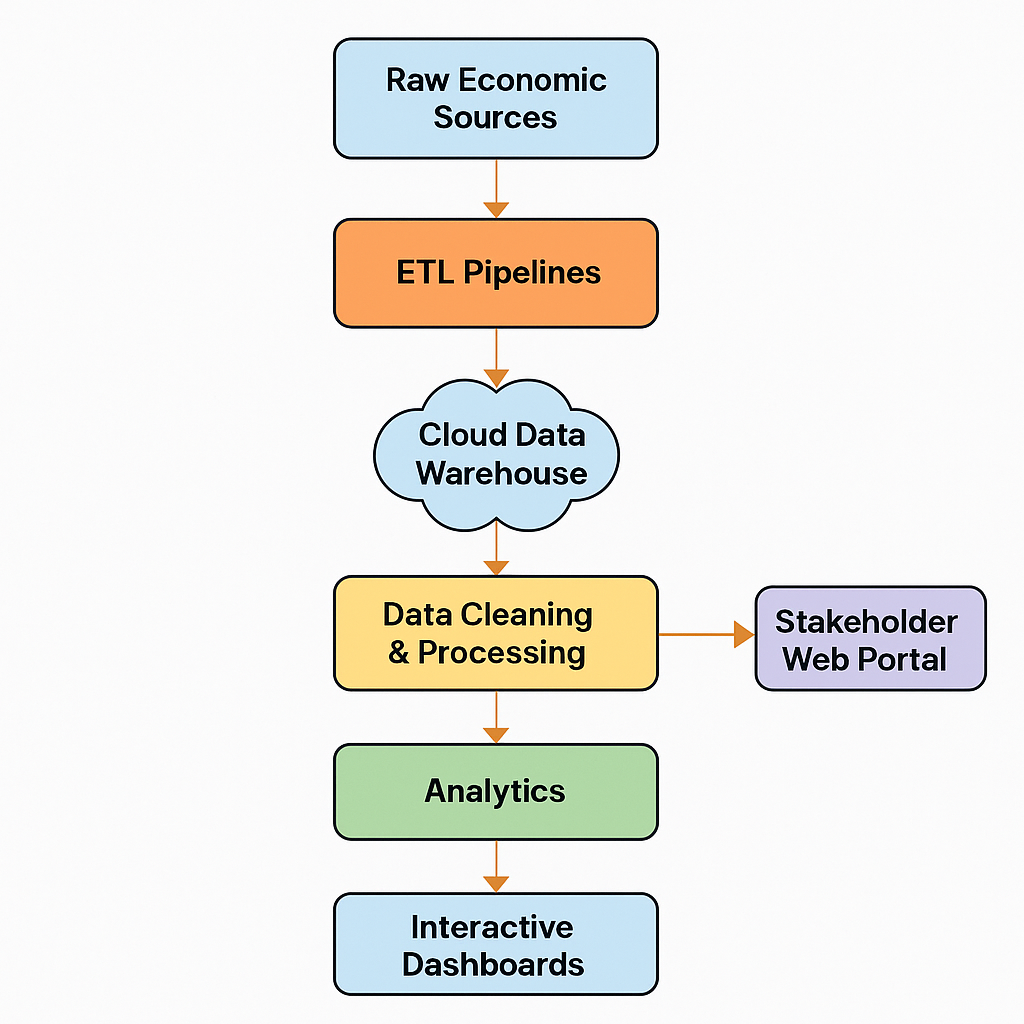 Raw Economic
Sources
ETL Pipelines
Cloud Data
Warehouse
Data Cleaning
& Processing
Stakeholder
Web Portal
Analytics
Interactive
Dashboards